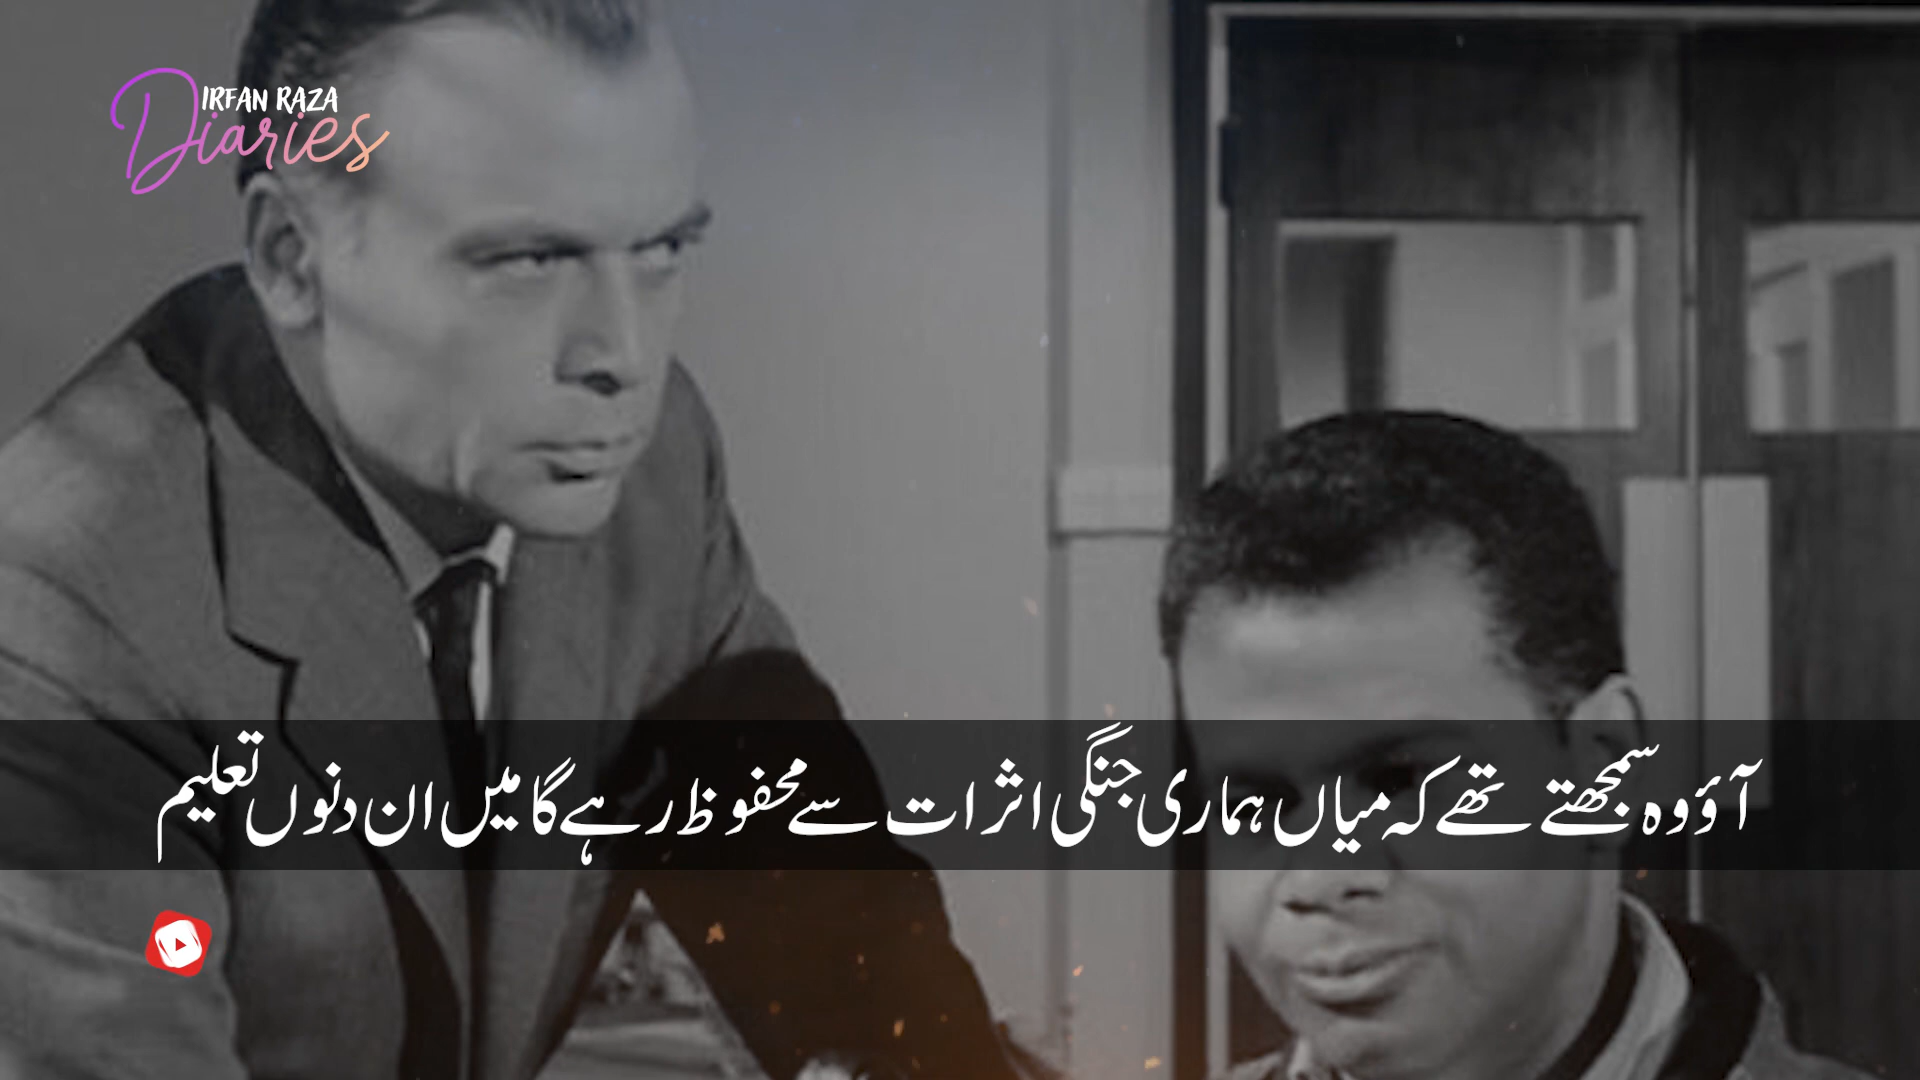 IRFAN RAZA
Diaries
آؤ وہ سمجھتے تھے کہ میاں ہماری جنگی اثرات سے محفوظ رہے گا میں ان دنوں تعلیم